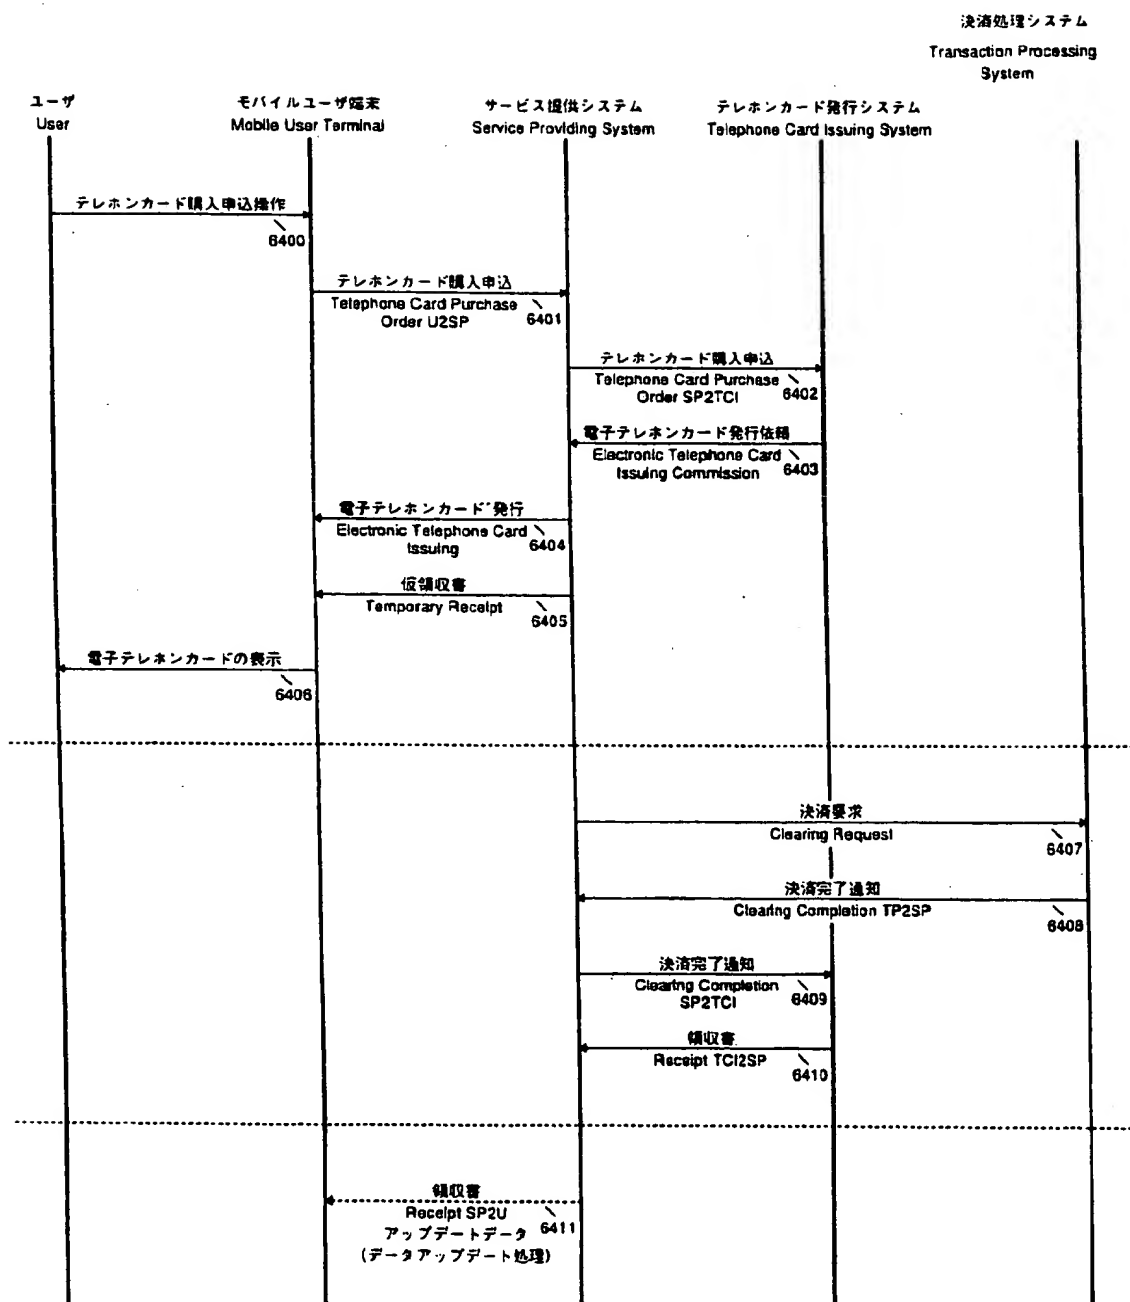 決済処理システム
Transaction Processing
System
ユーザ
User
モバイルユーザ端末
Mobile User Terminal
サービス提供システム
Service Providing System
テレホンカード発行システム
Telephone Card Issuing System
テレホンカード購入申込操作
6400
テレホンカード購入申込
Telephone Card Purchase
Order U2SP
6401
テレホンカード購入申込
Telephone Card Purchase
Order SP2TCI
6402
電子テレホンカード発行依頼
Electronic Telephone Card
Issuing Commission
6403
電子テレホンカード発行
Electronic Telephone Card
Issuing
6404
仮領収書
Temporary Receipt
6405
電子テレホンカードの表示
6406
決済要求
Clearing Request
6407
決済完了通知
Clearing Completion TP2SP
6408
決済完了通知
Clearing Completion
SP2TCI
6409
領収書
Receipt TCI2SP
6410
領収書
Receipt SP2U
6411
アップデートデータ
(データアップデート処理)